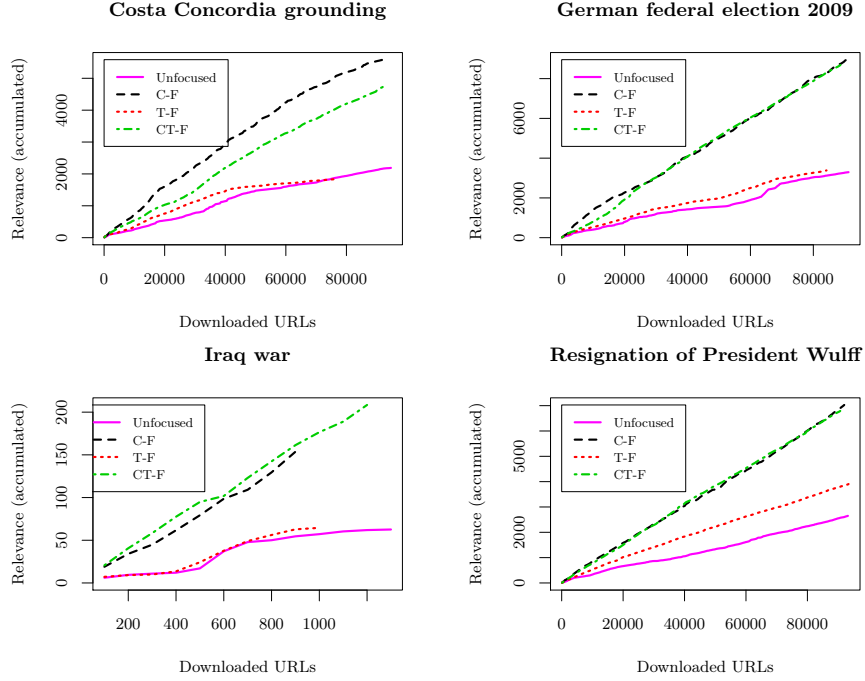 Costa Concordia grounding
Relevance (accumulated)
0 2000 4000
Unfocused
C-F
T-F
CT-F
0 20000 40000 60000 80000
Downloaded URLs
German federal election 2009
Relevance (accumulated)
0 2000 6000
Unfocused
C-F
T-F
CT-F
0 20000 40000 60000 80000
Downloaded URLs
Iraq war
Relevance (accumulated)
0 50 100 150 200
Unfocused
C-F
T-F
CT-F
200 400 600 800 1000
Downloaded URLs
Resignation of President Wulff
Relevance (accumulated)
0 2000 5000
Unfocused
C-F
T-F
CT-F
0 20000 40000 60000 80000
Downloaded URLs